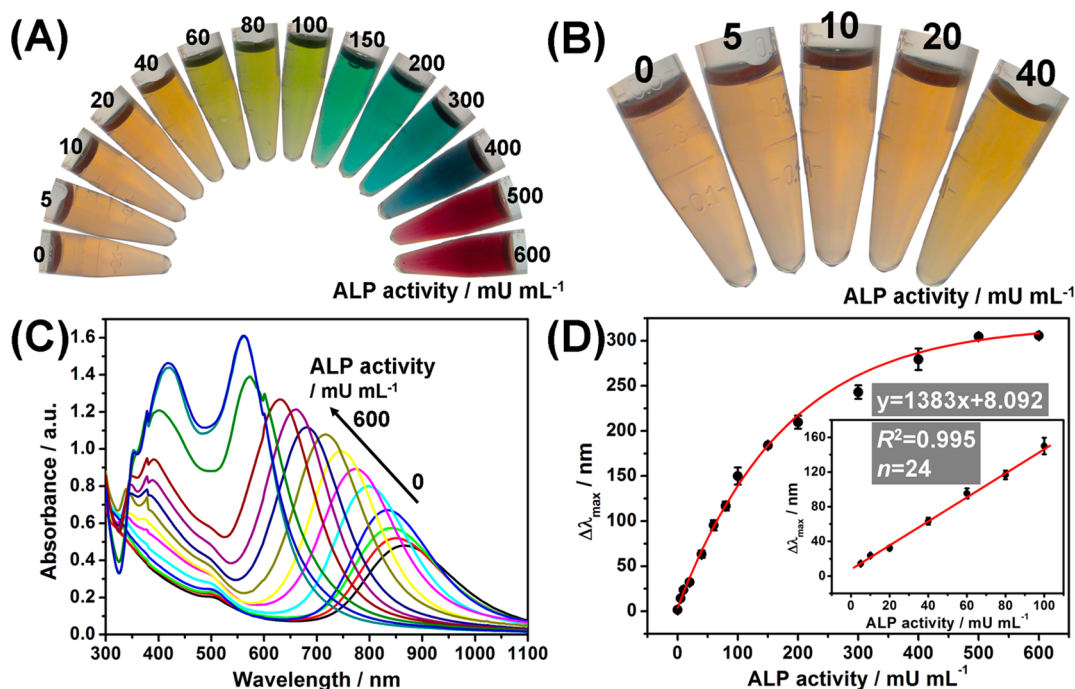 (A)
0
5
10
20
40
60
80
100
150
200
300
400
500
600
ALP activity / mU mL⁻¹
(B)
0
5
10
20
40
ALP activity / mU mL⁻¹
(C)
Absorbance / a.u.
1.6
1.4
1.2
1.0
0.8
0.6
0.4
0.2
0.0
ALP activity
/ mU mL⁻¹
600
0
300 400 500 600 700 800 900 1000 1100
Wavelength / nm
(D)
Δλmax / nm
300
250
200
150
100
50
0
y=1383x+8.092
R²=0.995
n=24
Δλmax / nm
160
120
80
40
0
0 20 40 60 80 100
ALP activity / mU mL⁻¹
0 100 200 300 400 500 600
ALP activity / mU mL⁻¹